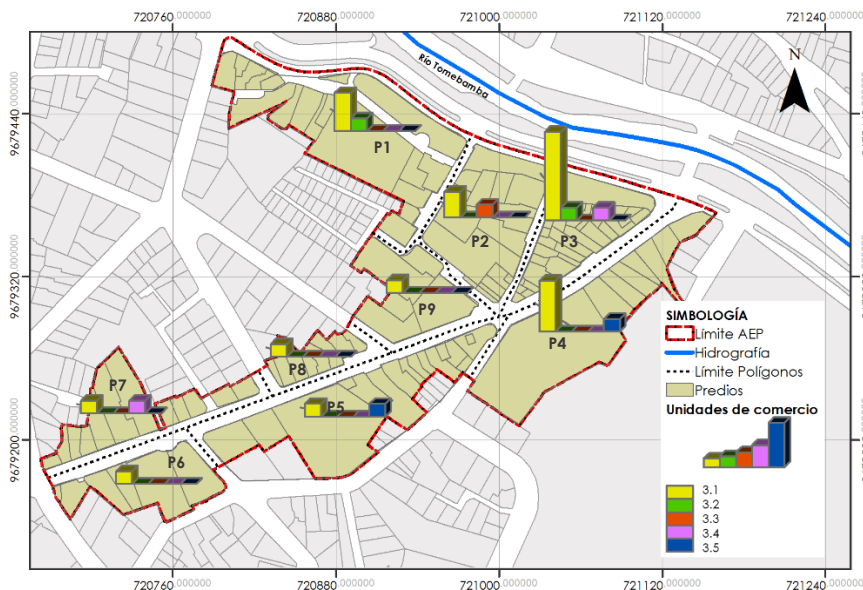 720760.000000 720880.000000 721000.000000 721120.000000 721240.000000
N
Río Tomebamba
9679440.000000
P1
P2
P3
9679320.000000
P9
P4
P8
P7
P5
P6
9679200.000000
SIMBOLOGÍA
Límite AEP
Hidrografía
Límite Polígonos
Predios
Unidades de comercio
3.1
3.2
3.3
3.4
3.5
720760.000000 720880.000000 721000.000000 721120.000000 721240.000000